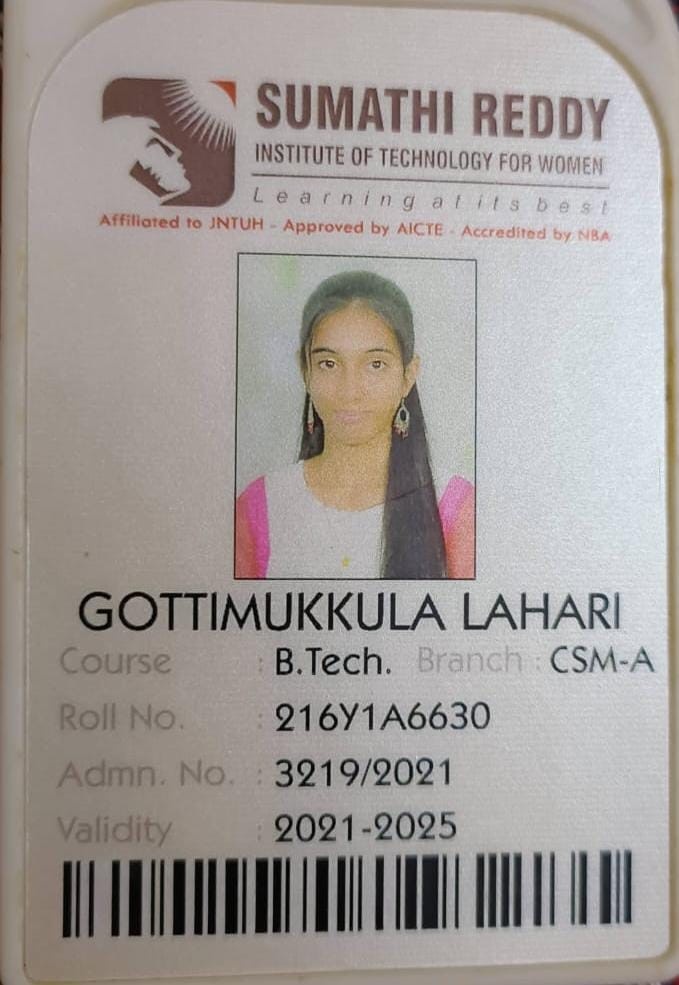 SUMATHI REDDY
INSTITUTE OF TECHNOLOGY FOR WOMEN
Learning at its best
Affiliated to JNTUH - Approved by AICTE - Accredited by NBA
GOTTIMUKKULA LAHARI
Course : B.Tech. Branch : CSM-A
Roll No. : 216Y1A6630
Admn. No. : 3219/2021
Validity : 2021-2025